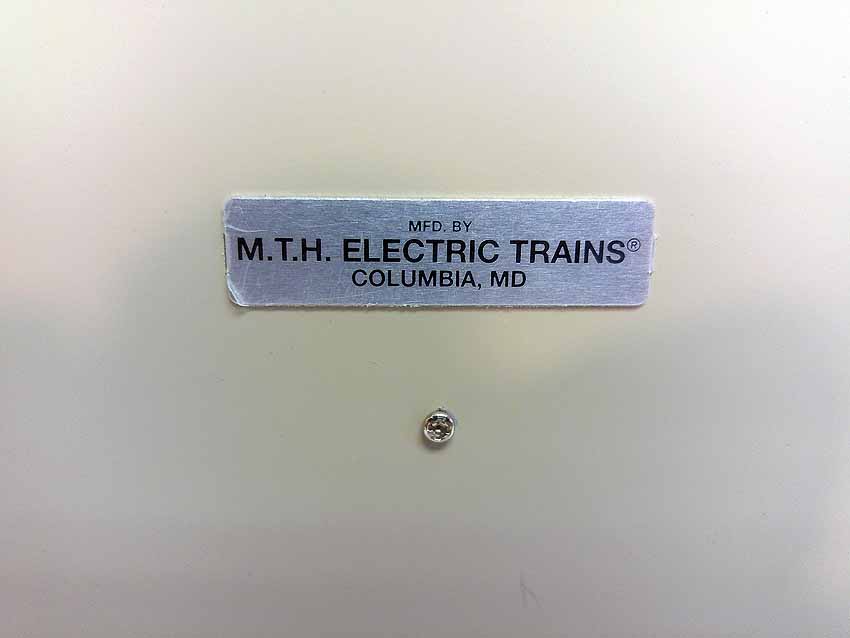 MFD. BY
M.T.H. ELECTRIC TRAINS®
COLUMBIA, MD